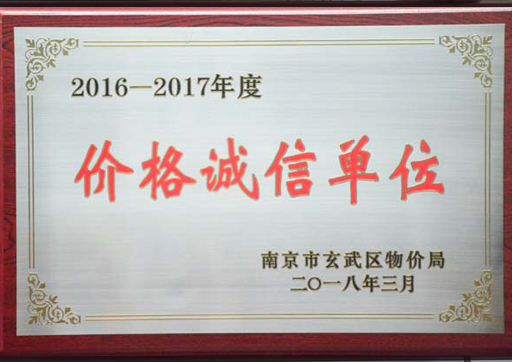 2016—2017年度
价格诚信单位
南京市玄武区物价局
二〇一八年三月